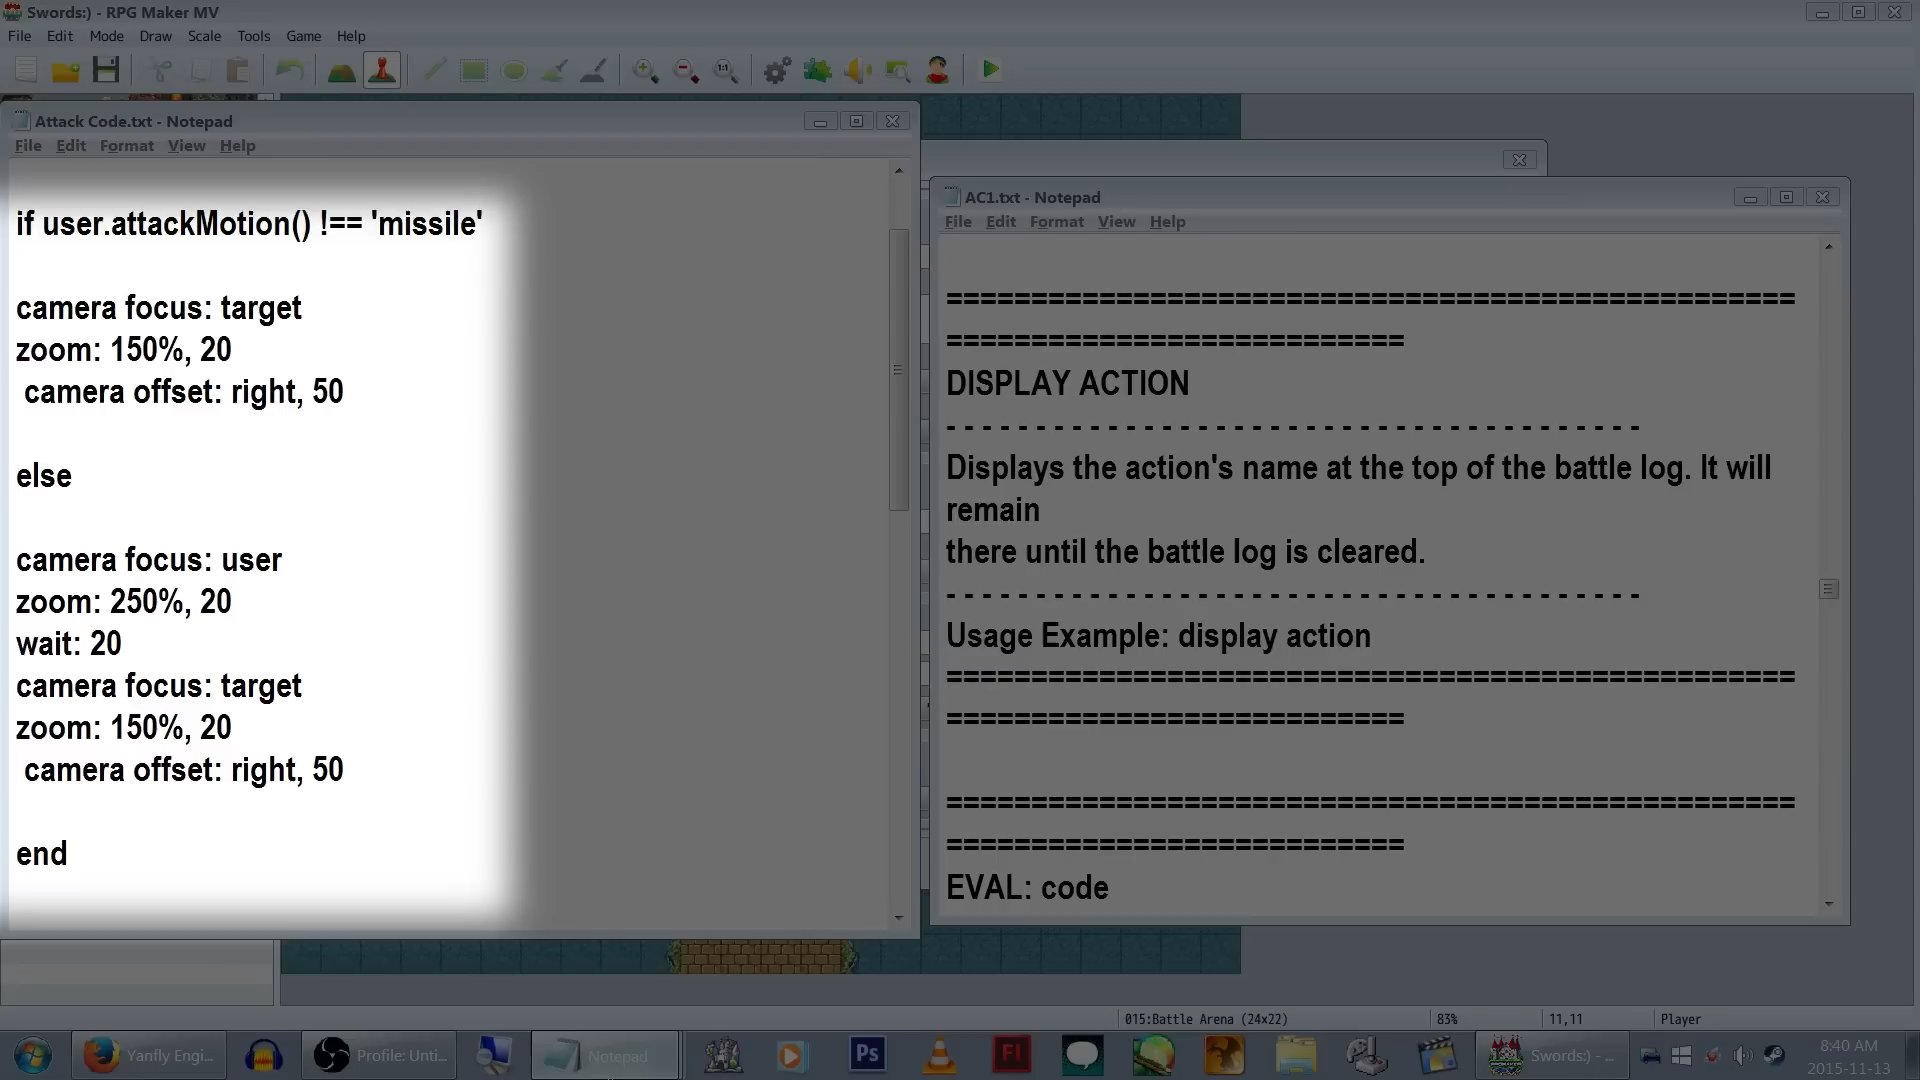 Swords:) - RPG Maker MV
File Edit Mode Draw Scale Tools Game Help
1:1
Attack Code.txt - Notepad
File Edit Format View Help
if user.attackMotion() !== 'missile'
camera focus: target
zoom: 150%, 20
camera offset: right, 50
else
camera focus: user
zoom: 250%, 20
wait: 20
camera focus: target
zoom: 150%, 20
camera offset: right, 50
end
AC1.txt - Notepad
File Edit Format View Help
=================================================
==========================
DISPLAY ACTION
- - - - - - - - - - - - - - - - - - - - - - - - - - - - - - - - - - - - - - -
Displays the action's name at the top of the battle log. It will
remain
there until the battle log is cleared.
- - - - - - - - - - - - - - - - - - - - - - - - - - - - - - - - - - - - - - -
Usage Example: display action
=================================================
==========================
=================================================
==========================
EVAL: code
015:Battle Arena (24x22) 83% 11,11 Player
Yanfly Engi... Profile: Unti... Notepad Ps Fl Swords:) - ... 8:40 AM
2015-11-13